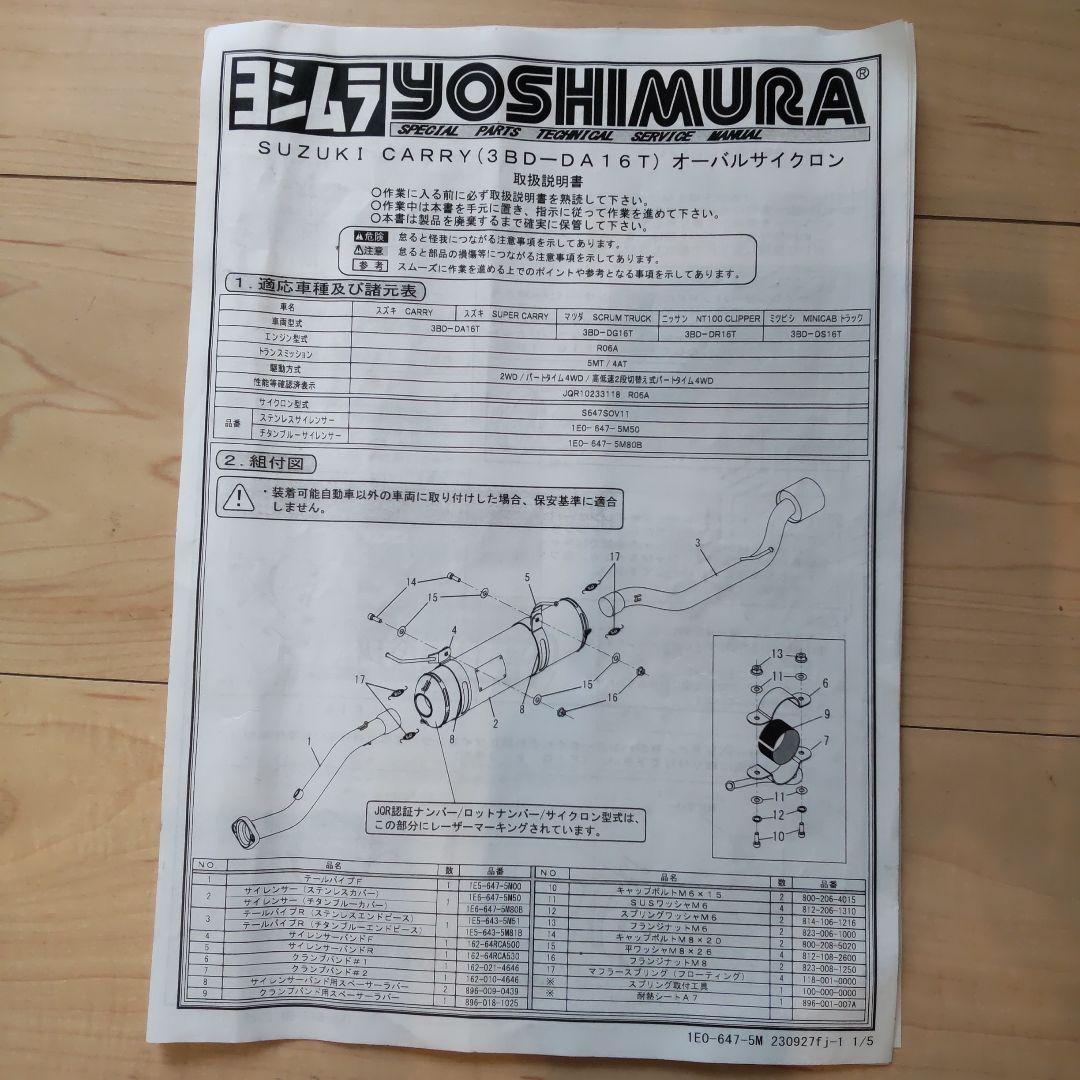 ヨシムラ YOSHIMURA®
SPECIAL PARTS TECHNICAL SERVICE MANUAL
SUZUKI CARRY(3BD-DA16T) オーバルサイクロン
取扱説明書
○作業に入る前に必ず取扱説明書を熟読して下さい。
○作業中は本書を手元に置き、指示に従って作業を進めて下さい。
○本書は製品を廃棄するまで確実に保管して下さい。
⚠危険 怠ると怪我につながる注意事項を示してあります。
⚠注意 怠ると部品の損傷等につながる注意事項を示してあります。
参考 スムーズに作業を進める上でのポイントや参考となる事項を示してあります。
1.適応車種及び諸元表
車名 スズキ CARRY スズキ SUPER CARRY マツダ SCRUM TRUCK ニッサン NT100 CLIPPER ミツビシ MINICAB トラック
車両型式 3BD-DA16T 3BD-DG16T 3BD-DR16T 3BD-DS16T
エンジン型式 R06A
トランスミッション 5MT/4AT
駆動方式 2WD/パートタイム4WD/高低速2段切替え式パートタイム4WD
性能等確認済表示 JQR10233118 R06A
サイクロン型式 S647SOV11
品番 ステンレスサイレンサー 1E0-647-5M50
チタンブルーサイレンサー 1E0-647-5M80B
2.組付図
・装着可能自動車以外の車両に取り付けした場合、保安基準に適合
しません。
17
3
14
5
15
4
6
13
11
17
15
16
9
2
8
7
8
1
11
12
10
JQR認証ナンバー/ロットナンバー/サイクロン型式は、
この部分にレーザーマーキングされています。
NO 品名 数 品番
1 テールパイプF 1 1E5-647-5M00
2 サイレンサー(ステンレスカバー) 1 1E5-647-5M50
サイレンサー(チタンブルーカバー) 1E6-647-5M80B
3 テールパイプR(ステンレスエンドピース) 1 1E5-643-5M51
テールパイプR(チタンブルーエンドピース) 1E5-643-5M81B
4 サイレンサーバンドF 1 162-64RCA500
5 サイレンサーバンドR 1 162-64RCA530
6 クランプバンド#1 1 162-021-4646
7 クランプバンド#2 1 162-010-4646
8 サイレンサーバンド用スペーサーラバー 2 896-009-0439
9 クランプバンド用スペーサーラバー 1 896-018-1025
NO 品名 数 品番
10 キャップボルトM6×15 2 800-206-4015
11 SUSワッシャM6 4 812-206-1310
12 スプリングワッシャM6 2 814-106-1216
13 フランジナットM6 2 823-006-1000
14 キャップボルトM8×20 2 800-208-5020
15 平ワッシャM8×26 4 812-108-2600
16 フランジナットM8 2 823-008-1250
17 マフラースプリング(フローティング) 4 118-001-0000
※ スプリング取付工具 1 100-000-0000
※ 耐熱シートA7 1 896-001-007A
1E0-647-5M 230927fj-1 1/5